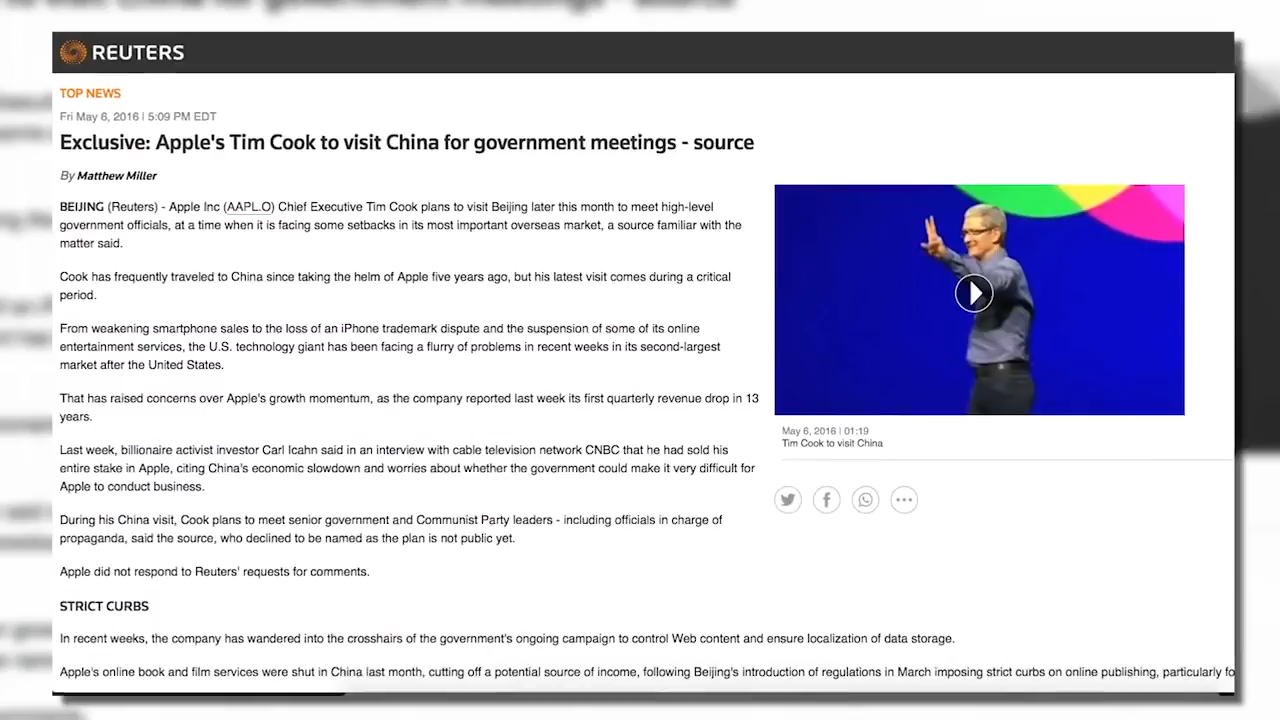 REUTERS
TOP NEWS
Fri May 6, 2016 | 5:09 PM EDT
Exclusive: Apple's Tim Cook to visit China for government meetings - source
By Matthew Miller
BEIJING (Reuters) - Apple Inc (AAPL.O) Chief Executive Tim Cook plans to visit Beijing later this month to meet high-level
government officials, at a time when it is facing some setbacks in its most important overseas market, a source familiar with the
matter said.
Cook has frequently traveled to China since taking the helm of Apple five years ago, but his latest visit comes during a critical
period.
From weakening smartphone sales to the loss of an iPhone trademark dispute and the suspension of some of its online
entertainment services, the U.S. technology giant has been facing a flurry of problems in recent weeks in its second-largest
market after the United States.
That has raised concerns over Apple's growth momentum, as the company reported last week its first quarterly revenue drop in 13
years.
Last week, billionaire activist investor Carl Icahn said in an interview with cable television network CNBC that he had sold his
entire stake in Apple, citing China's economic slowdown and worries about whether the government could make it very difficult for
Apple to conduct business.
During his China visit, Cook plans to meet senior government and Communist Party leaders - including officials in charge of
propaganda, said the source, who declined to be named as the plan is not public yet.
Apple did not respond to Reuters' requests for comments.
STRICT CURBS
In recent weeks, the company has wandered into the crosshairs of the government's ongoing campaign to control Web content and ensure localization of data storage.
Apple's online book and film services were shut in China last month, cutting off a potential source of income, following Beijing's introduction of regulations in March imposing strict curbs on online publishing, particularly fo
May 6, 2016 | 01:19
Tim Cook to visit China